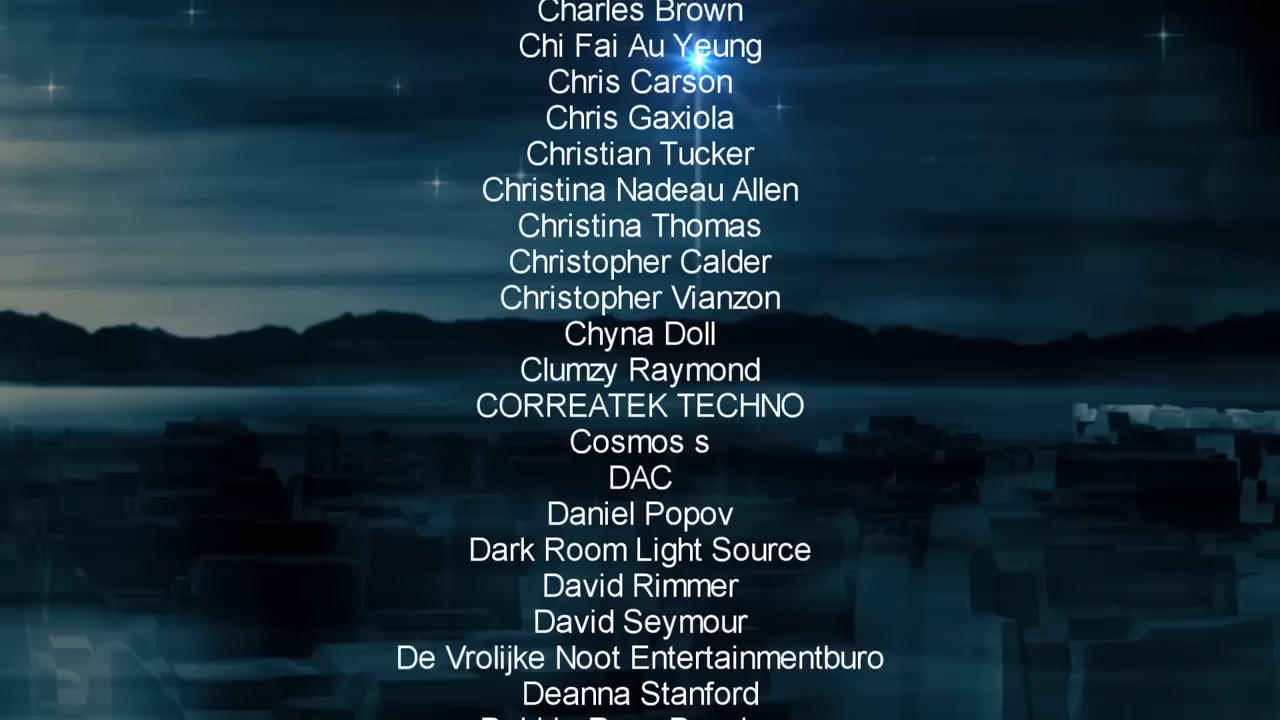 Charles Brown
Chi Fai Au Yeung
Chris Carson
Chris Gaxiola
Christian Tucker
Christina Nadeau Allen
Christina Thomas
Christopher Calder
Christopher Vianzon
Chyna Doll
Clumzy Raymond
CORREATEK TECHNO
Cosmos s
DAC
Daniel Popov
Dark Room Light Source
David Rimmer
David Seymour
De Vrolijke Noot Entertainmentburo
Deanna Stanford